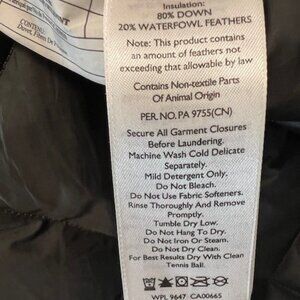 Insulation:
80% DOWN
20% WATERFOWL FEATHERS
Note: This product contains
an amount of feathers not
exceeding that allowable by law
Contains Non-textile Parts
Of Animal Origin
PER. NO. PA 9755(CN)
Secure All Garment Closures
Before Laundering.
Machine Wash Cold Delicate
Separately.
Mild Detergent Only.
Do Not Bleach.
Do Not Use Fabric Softeners.
Rinse Thoroughly And Remove
Promptly.
Tumble Dry Low.
Do Not Hang To Dry.
Do Not Iron Or Steam.
Do Not Dry Clean.
For Best Results Dry With Clean
Tennis Ball.
WPL 9647 CA00665